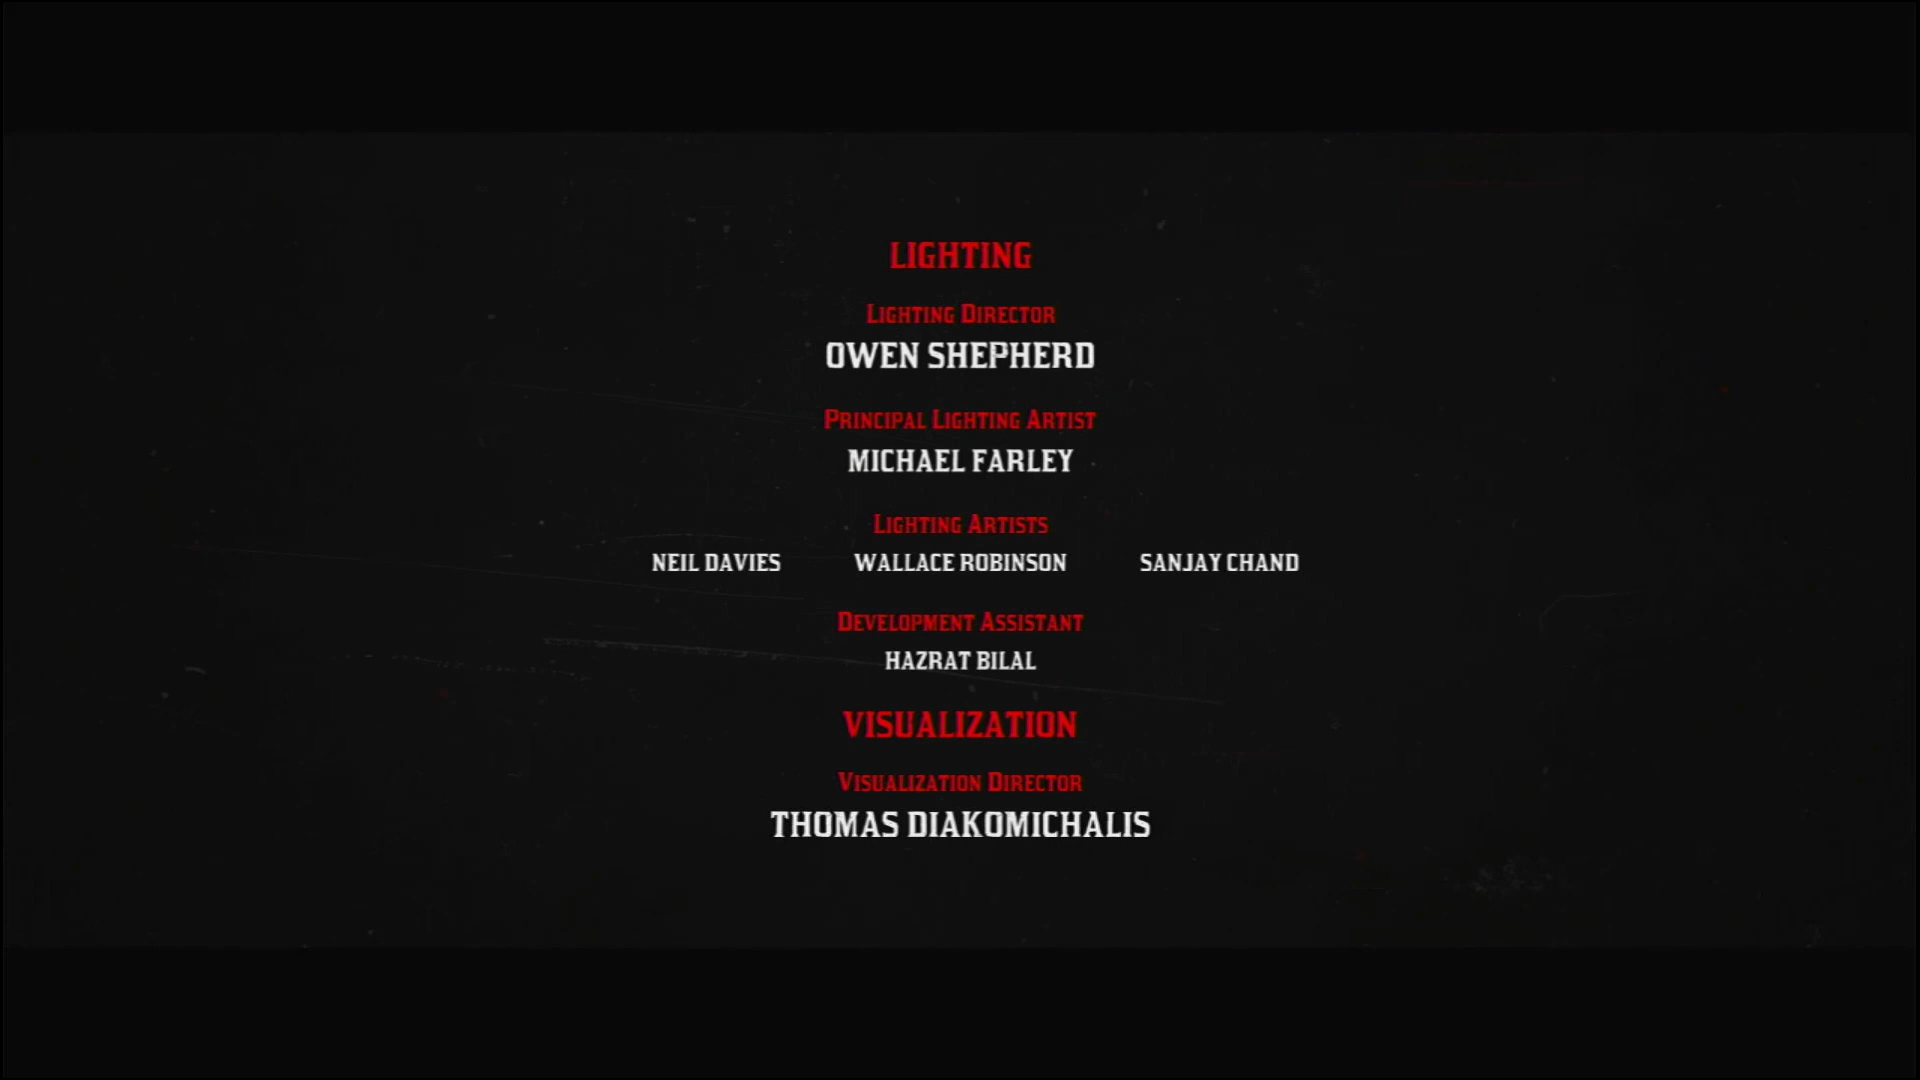 LIGHTING
LIGHTING DIRECTOR
OWEN SHEPHERD
PRINCIPAL LIGHTING ARTIST
MICHAEL FARLEY
LIGHTING ARTISTS
NEIL DAVIES WALLACE ROBINSON SANJAY CHAND
DEVELOPMENT ASSISTANT
HAZRAT BILAL
VISUALIZATION
VISUALIZATION DIRECTOR
THOMAS DIAKOMICHALIS